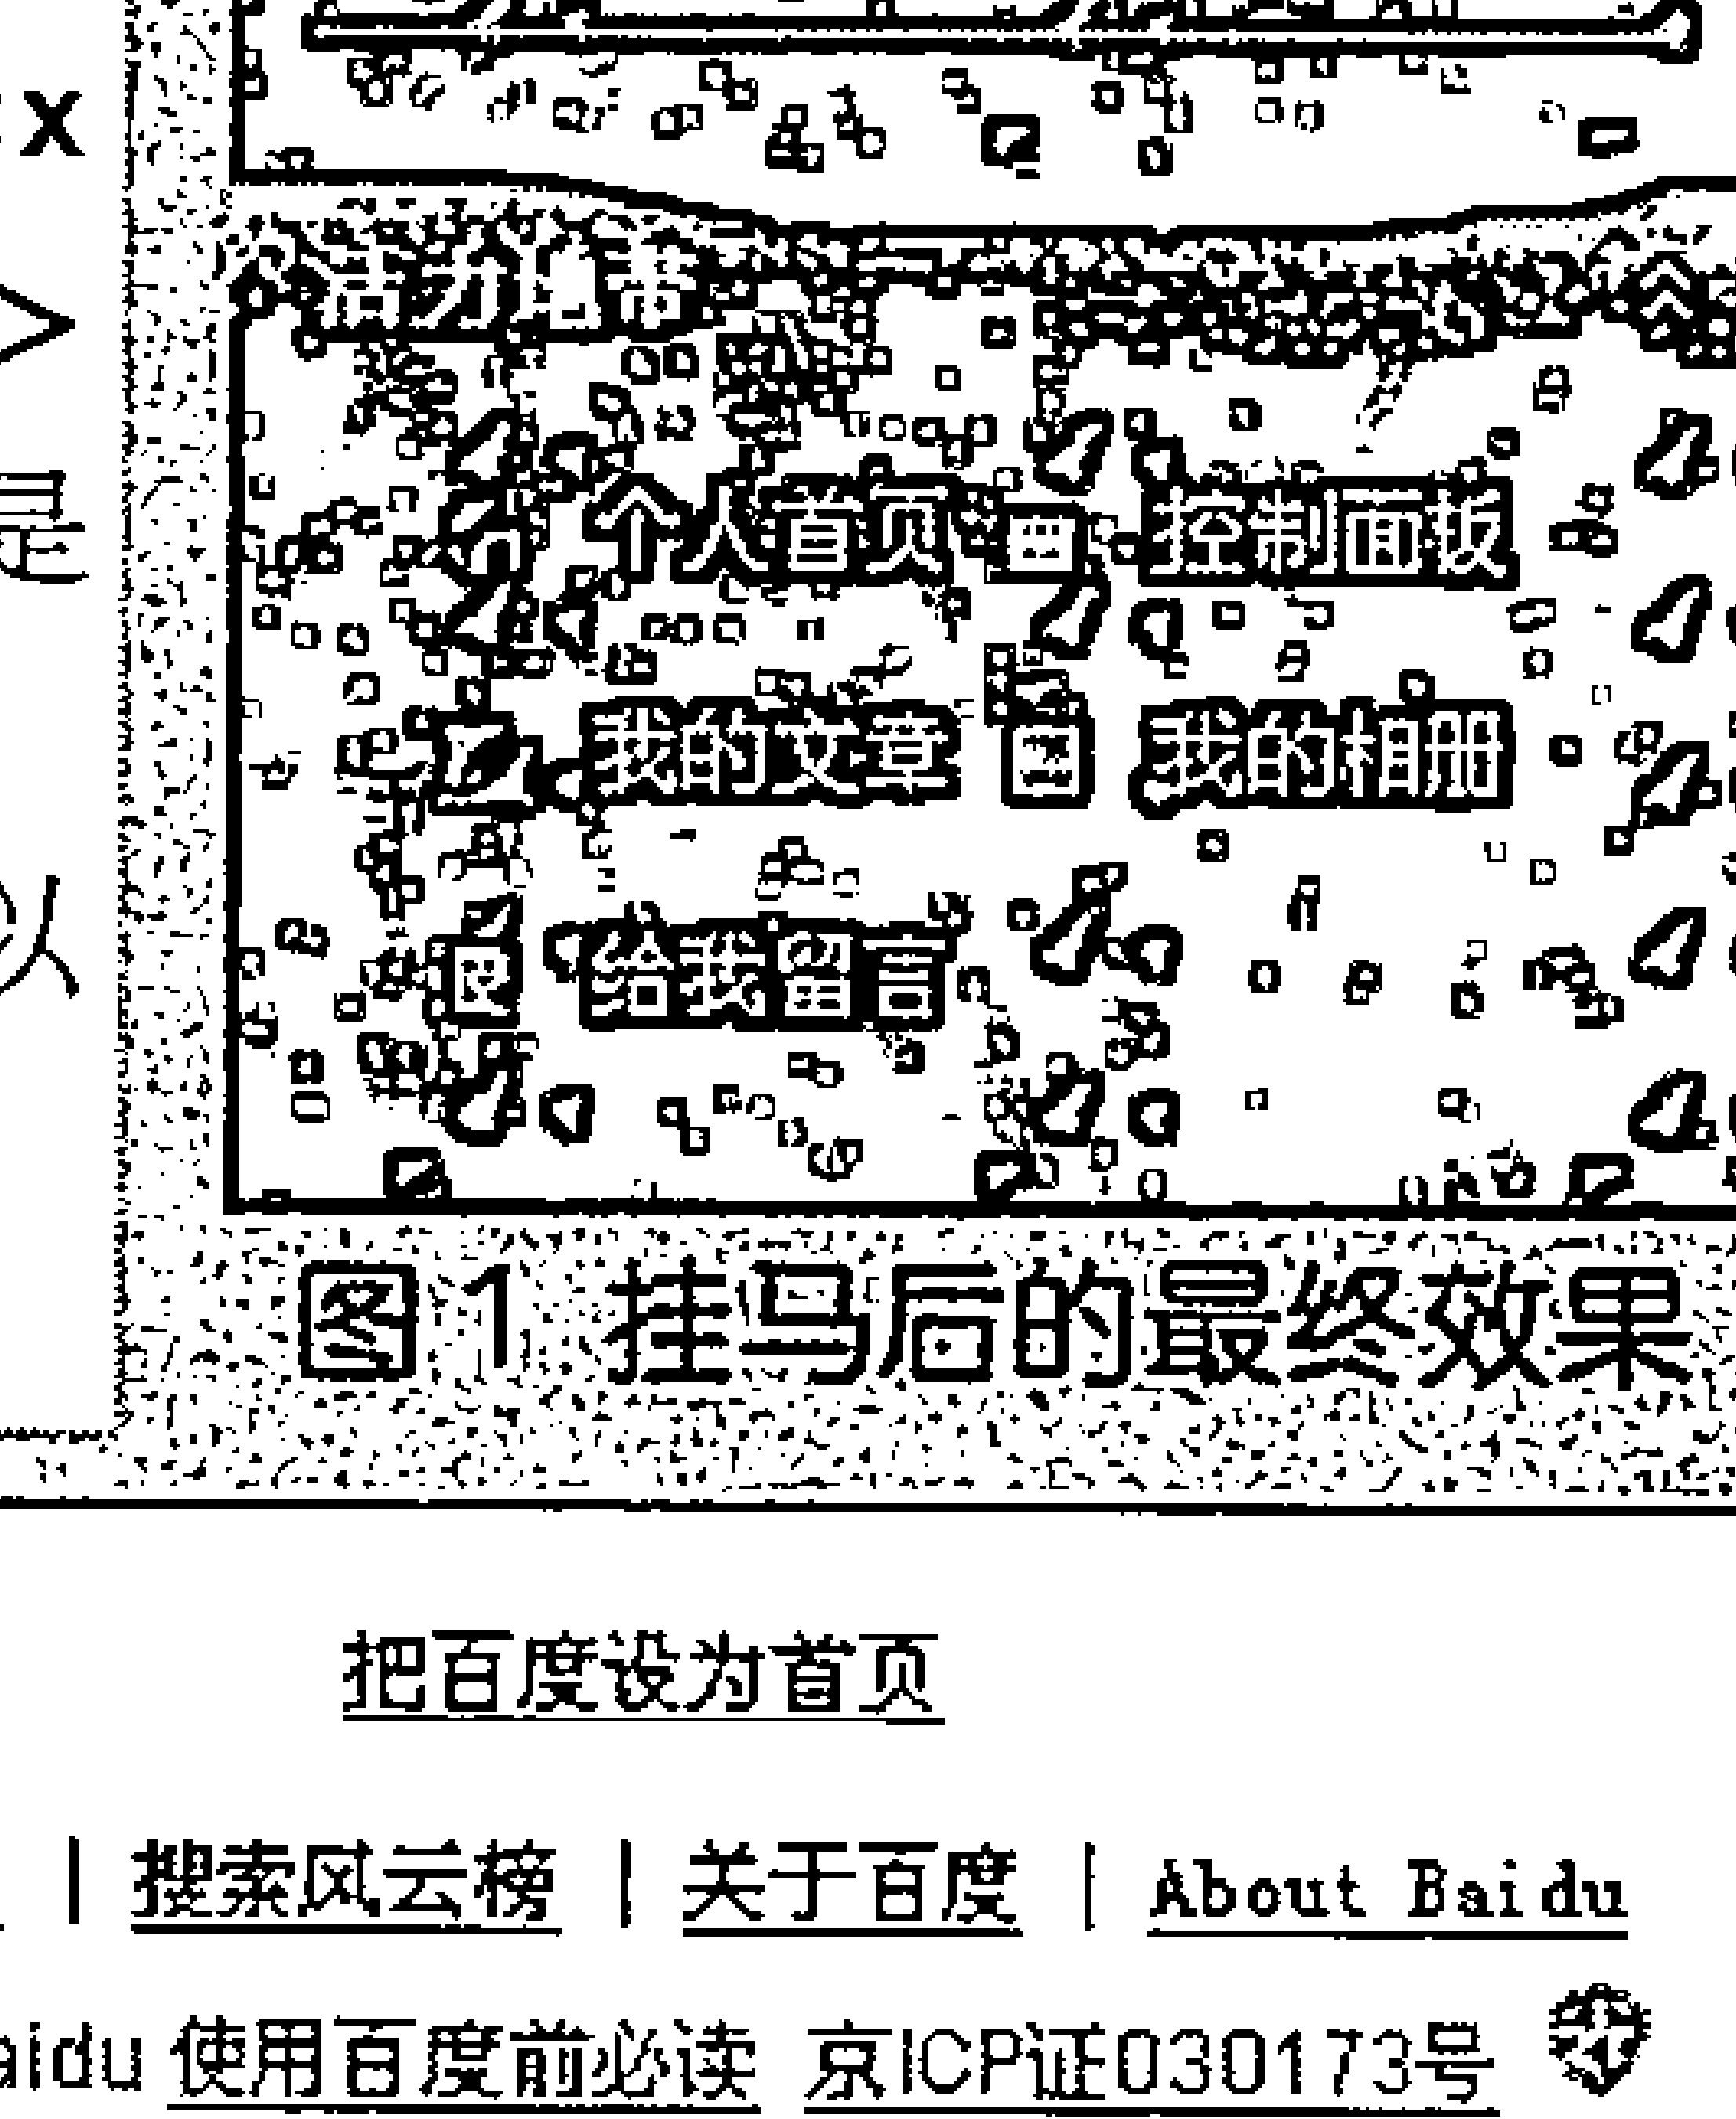 x
>
是
以
个人首页 控制面板
我的文章 我的相册
给我留言
图1 挂马后的最终效果
把百度设为首页
| 搜索风云榜 | 关于百度 | About Baidu
aidu 使用百度前必读 京ICP证030173号